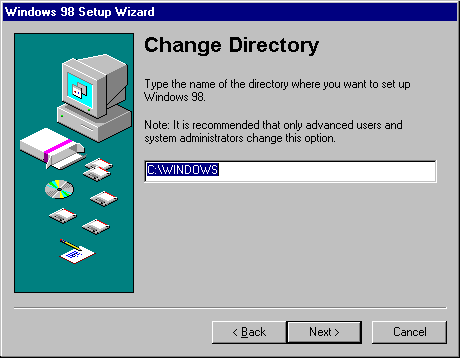 Windows 98 Setup Wizard
Change Directory
Type the name of the directory where you want to set up
Windows 98.
Note: It is recommended that only advanced users and
system administrators change this option.
C:\WINDOWS
< Back
Next >
Cancel